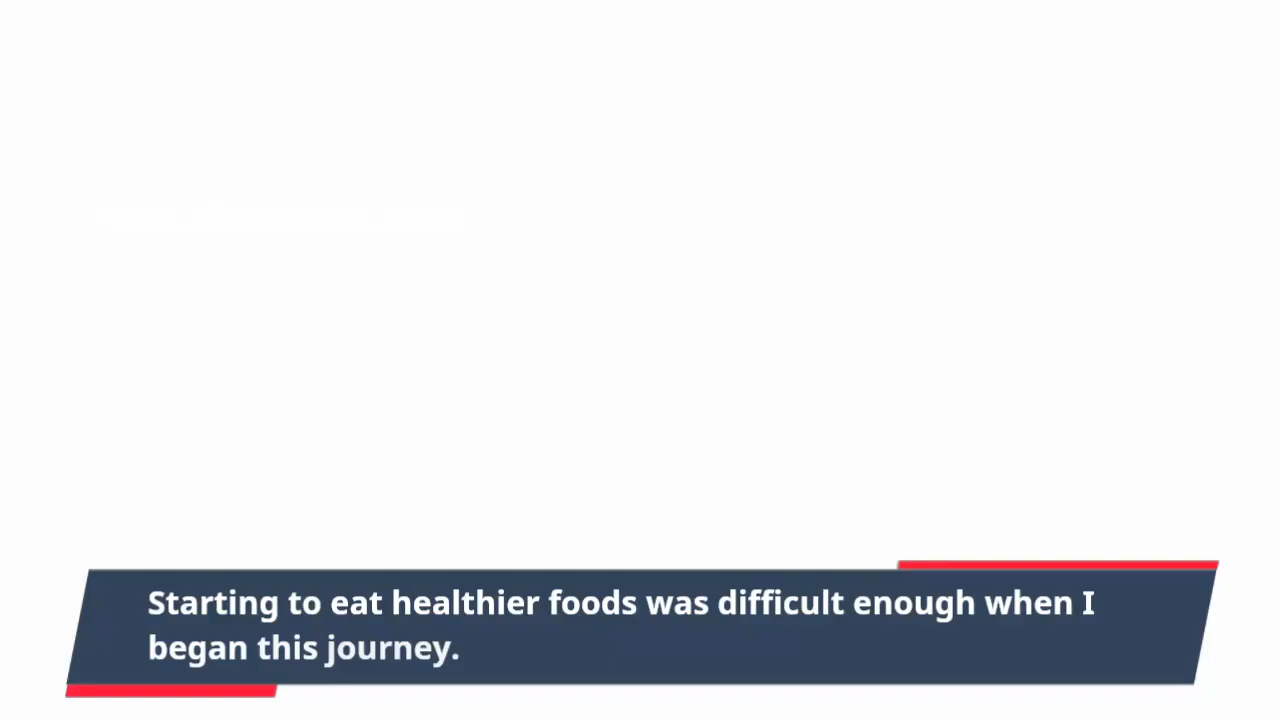 Starting to eat healthier foods was difficult enough when I
began this journey.